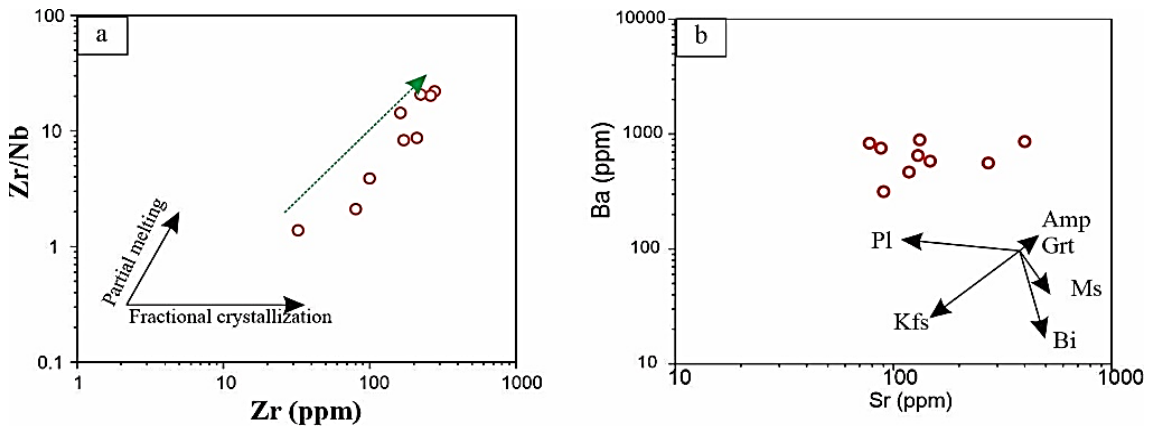 a
100
10
1
0.1
Zr/Nb
Partial melting
Fractional crystallization
1
10
100
1000
Zr (ppm)
b
10000
1000
100
10
Ba (ppm)
Pl
Amp
Grt
Ms
Kfs
Bi
10
100
1000
Sr (ppm)